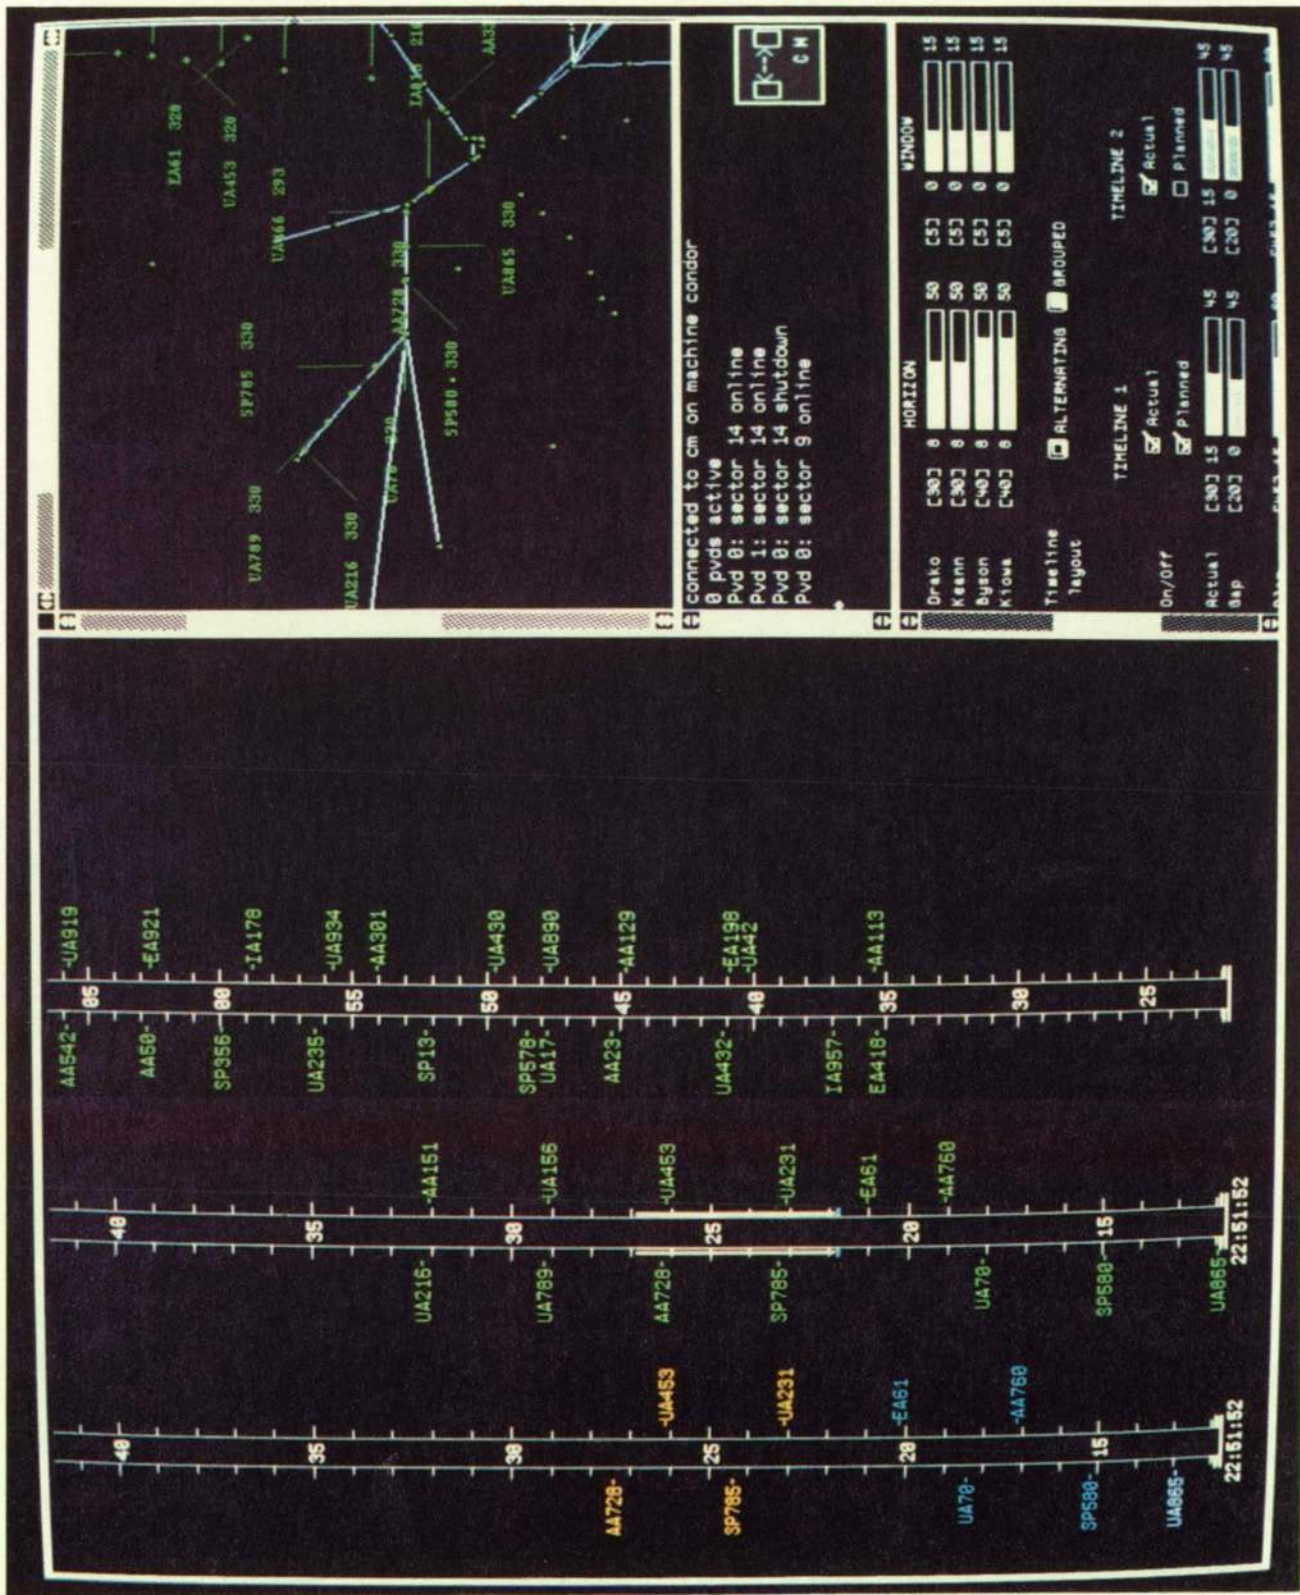 IA61 320
UA453 320
UA466 293
SP785 330
UA789 330
UA216 330
UA70 330
AA728 330
SP580 330
UA865 330
connected to cm on machine condor
0 pvds active
Pvd 0: sector 14 online
Pvd 1: sector 14 online
Pvd 0: sector 14 shutdown
Pvd 0: sector 9 online
C M
HORIZON WINDOW
Drako [30] 8 50 [5] 0 15
Keann [30] 8 50 [5] 0 15
Byson [40] 8 50 [5] 0 15
Kiowa [40] 8 50 [5] 0 15
Timeline layout ALTERNATING GROUPED
TIMELINE 1 TIMELINE 2
On/Off Actual Actual
Planned Planned
Actual [30] 15 45 [30] 15 45
Gap [20] 0 45 [20] 0 45
AA542- 05 -UA919
AA50- -EA921
SP356 00 -IA178
UA235- 55 -UA934
-AA301
SP13-
50 -UA430
SP578-
UA17- -UA890
AA23- 45 -AA129
UA432- -EA198
40 -UA42
IA957-
EA418- 35 -AA113
30
25
40
35
UA216- -AA151
30
UA789- -UA156
AA728- -UA453
25
SP785- -UA231
-EA61
20
-AA760
UA70-
SP580- 15
UA865-
22:51:52
40
35
30
AA728-
-UA453
25
SP785-
-UA231
20 -EA61
-AA760
UA70-
SP580- 15
UA865-
22:51:52